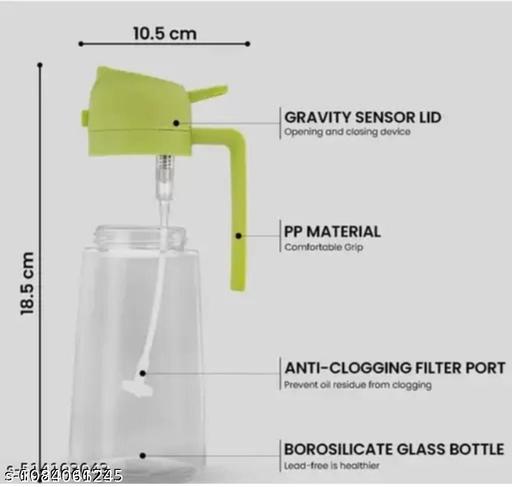 10.5 cm
GRAVITY SENSOR LID
Opening and closing device
18.5 cm
PP MATERIAL
Comfortable Grip
ANTI-CLOGGING FILTER PORT
Prevent oil residue from clogging
BOROSILICATE GLASS BOTTLE
Lead-free is healthier